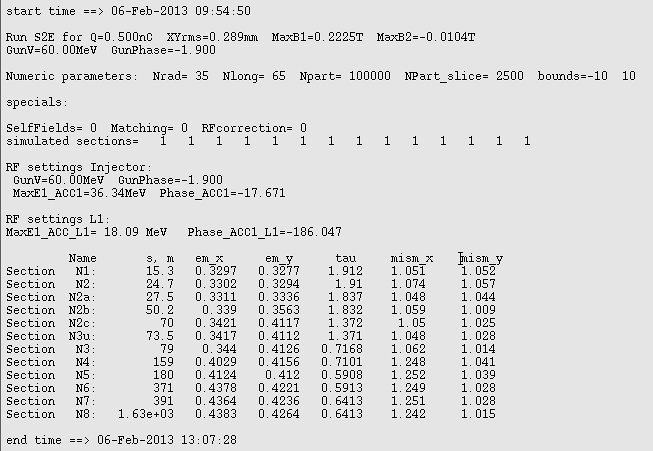 start time ==> 06-Feb-2013 09:54:50
Run S2E for Q=0.500nC XYrms=0.289mm MaxB1=0.2225T MaxB2=-0.0104T
GunV=60.00MeV GunPhase=-1.900
Numeric parameters: Nrad= 35 Nlong= 65 Npart= 100000 NPart_slice= 2500 bounds=-10 10
specials:
SelfFields= 0 Matching= 0 RFcorrection= 0
simulated sections= 1 1 1 1 1 1 1 1 1 1 1 1 1 1
RF settings Injector:
GunV=60.00MeV GunPhase=-1.900
MaxE1_ACC1=36.34MeV Phase_ACC1=-17.671
RF settings L1:
MaxE1_ACC_L1= 18.09 MeV Phase_ACC1_L1=-186.047
Name s, m em_x em_y tau mism_x mism_y
Section N1: 15.3 0.3297 0.3277 1.912 1.051 1.052
Section N2: 24.7 0.3302 0.3294 1.91 1.074 1.057
Section N2a: 27.5 0.3311 0.3336 1.837 1.048 1.044
Section N2b: 50.2 0.339 0.3563 1.832 1.059 1.009
Section N2c: 70 0.3421 0.4117 1.372 1.05 1.025
Section N3u: 73.5 0.3417 0.4112 1.371 1.048 1.028
Section N3: 79 0.344 0.4126 0.7168 1.062 1.014
Section N4: 159 0.4029 0.4156 0.7101 1.248 1.041
Section N5: 180 0.4124 0.412 0.5908 1.252 1.039
Section N6: 371 0.4378 0.4221 0.5913 1.249 1.028
Section N7: 391 0.4364 0.4236 0.6413 1.251 1.028
Section N8: 1.63e+03 0.4383 0.4264 0.6413 1.242 1.015
end time ==> 06-Feb-2013 13:07:28